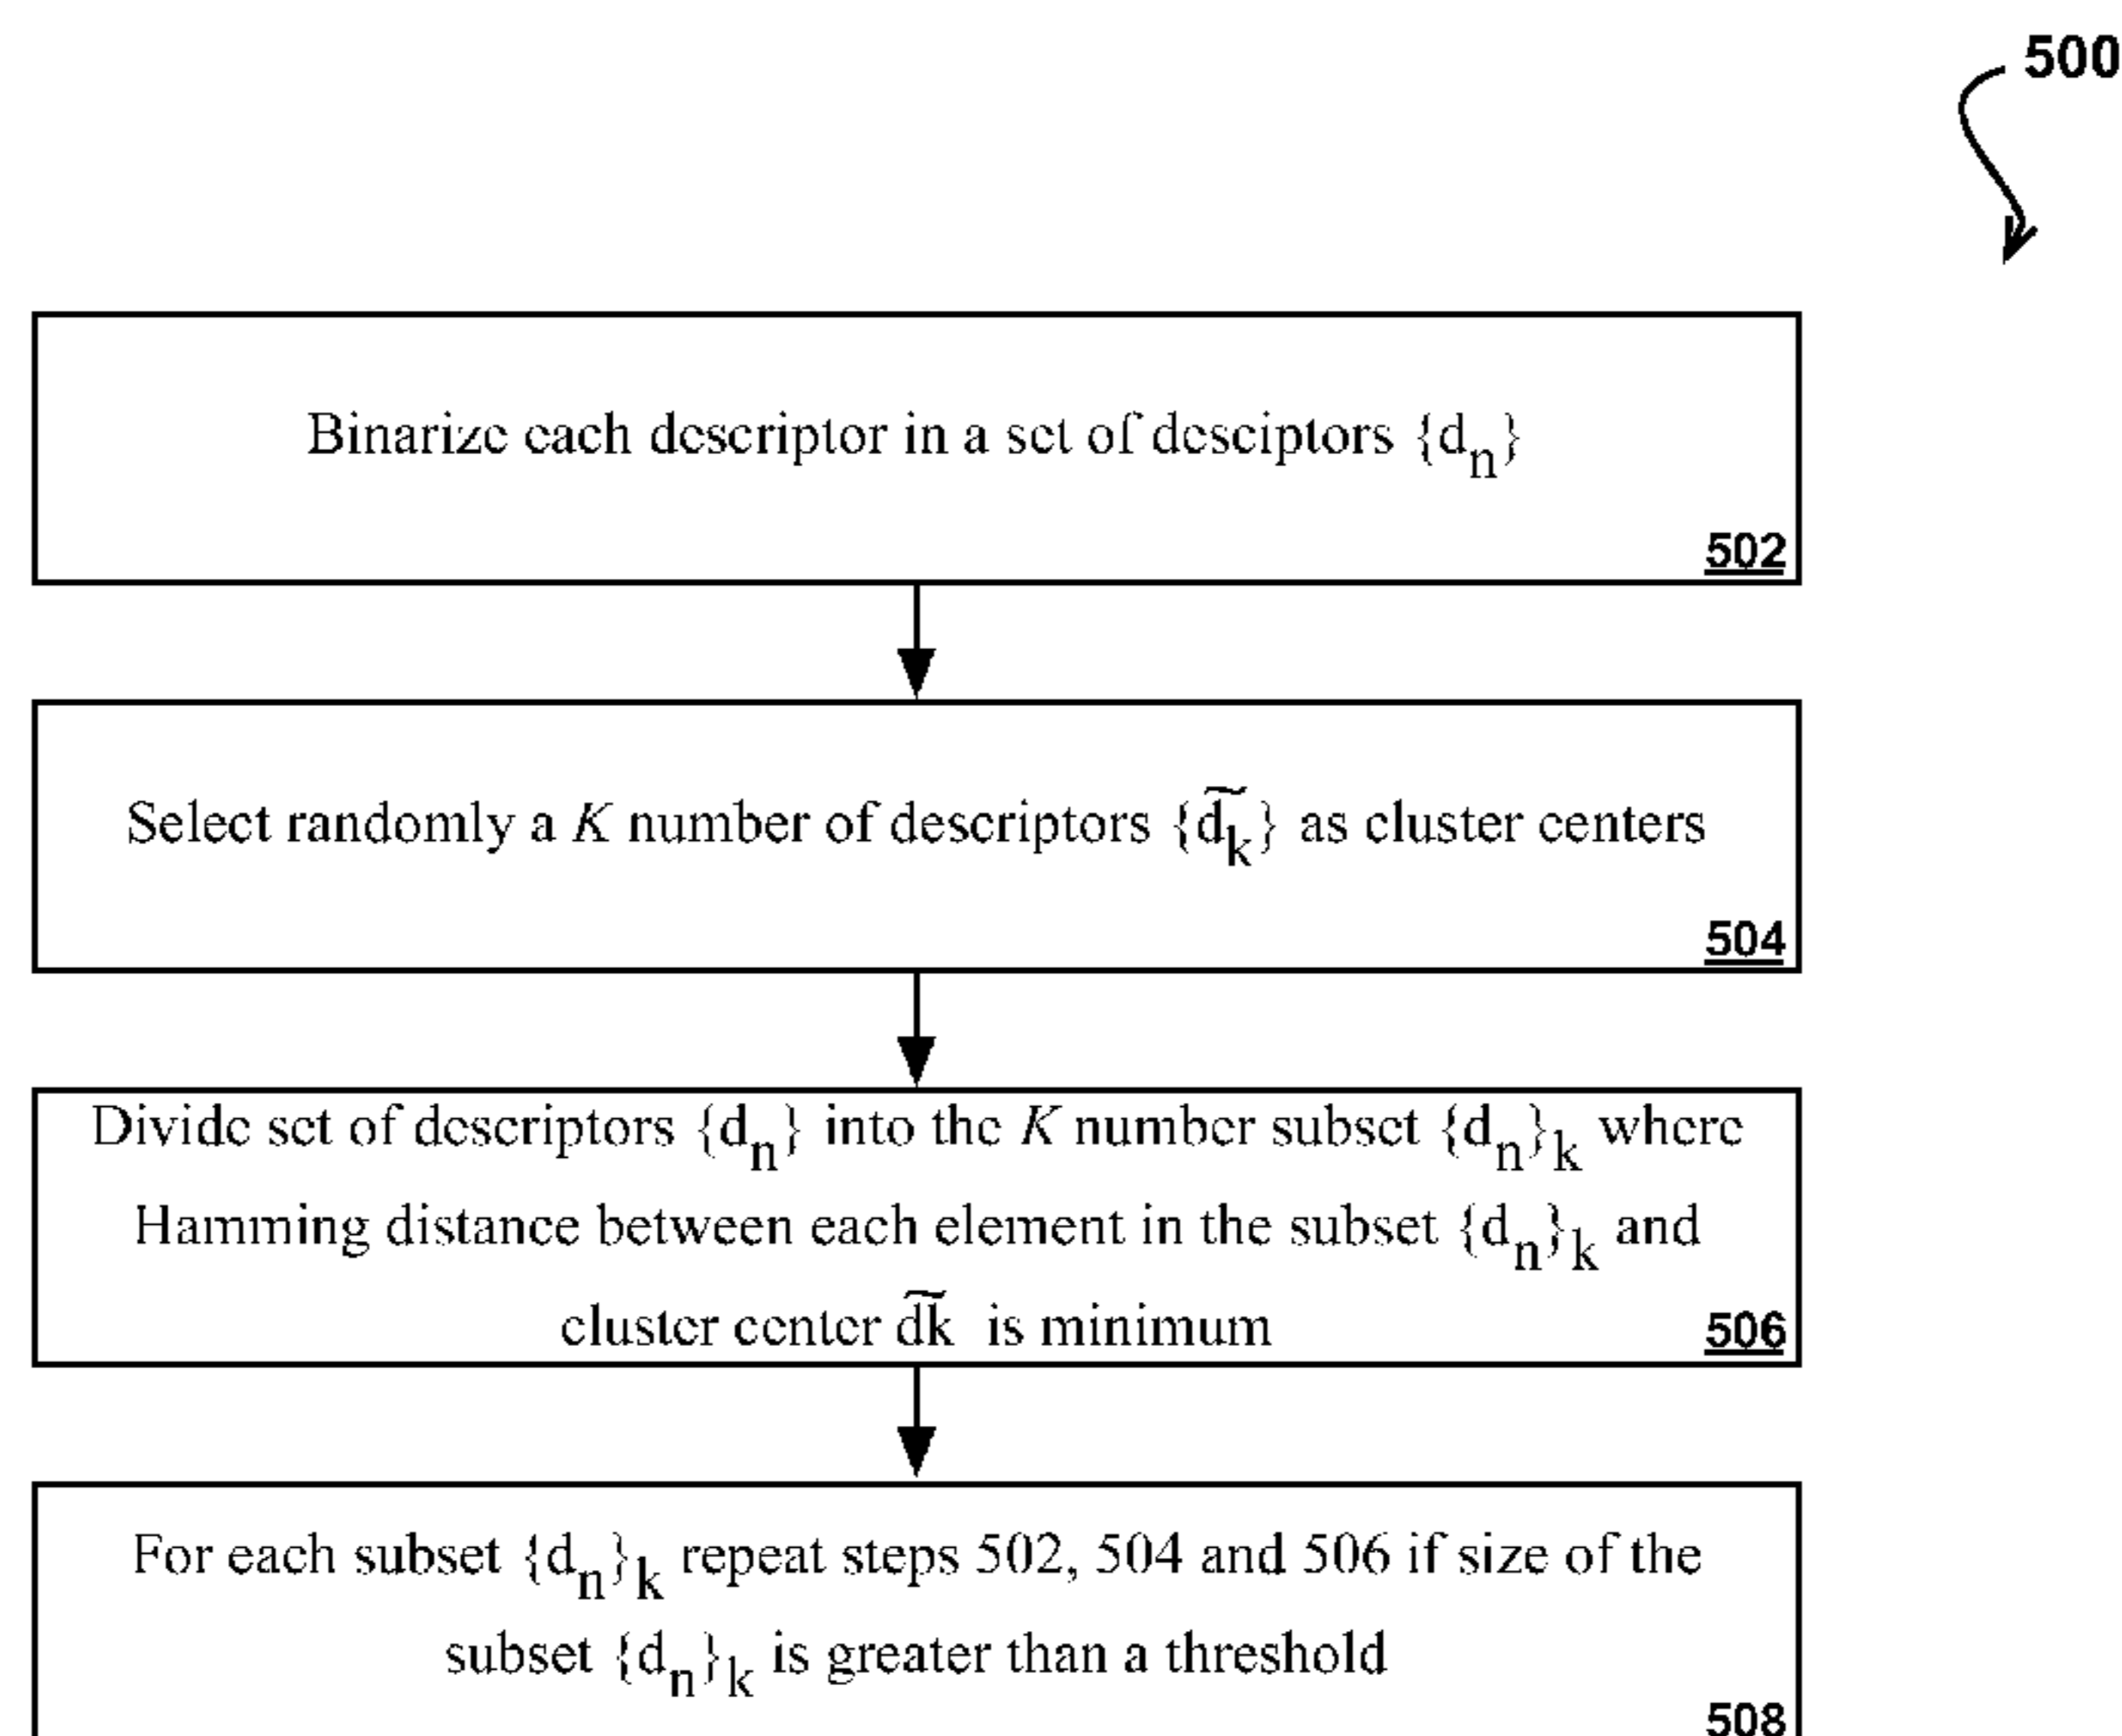 500
Binarize each descriptor in a set of desciptors {dₙ}
502
Select randomly a K number of descriptors {d̃ₖ} as cluster centers
504
Divide set of descriptors {dₙ} into the K number subset {dₙ}ₖ where
Hamming distance between each element in the subset {dₙ}ₖ and
cluster center d͠k is minimum
506
For each subset {dₙ}ₖ repeat steps 502, 504 and 506 if size of the
subset {dₙ}ₖ is greater than a threshold
508